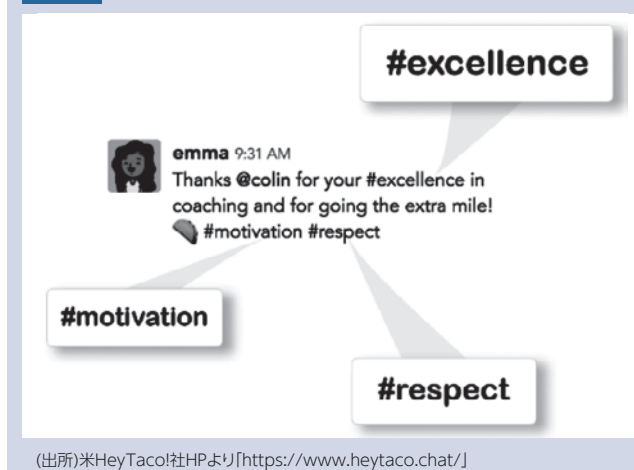 #excellence
emma 9:31 AM
Thanks @colin for your #excellence in
coaching and for going the extra mile!
#motivation #respect
#motivation
#respect
(出所)米HeyTaco!社HPより「https://www.heytaco.chat/」